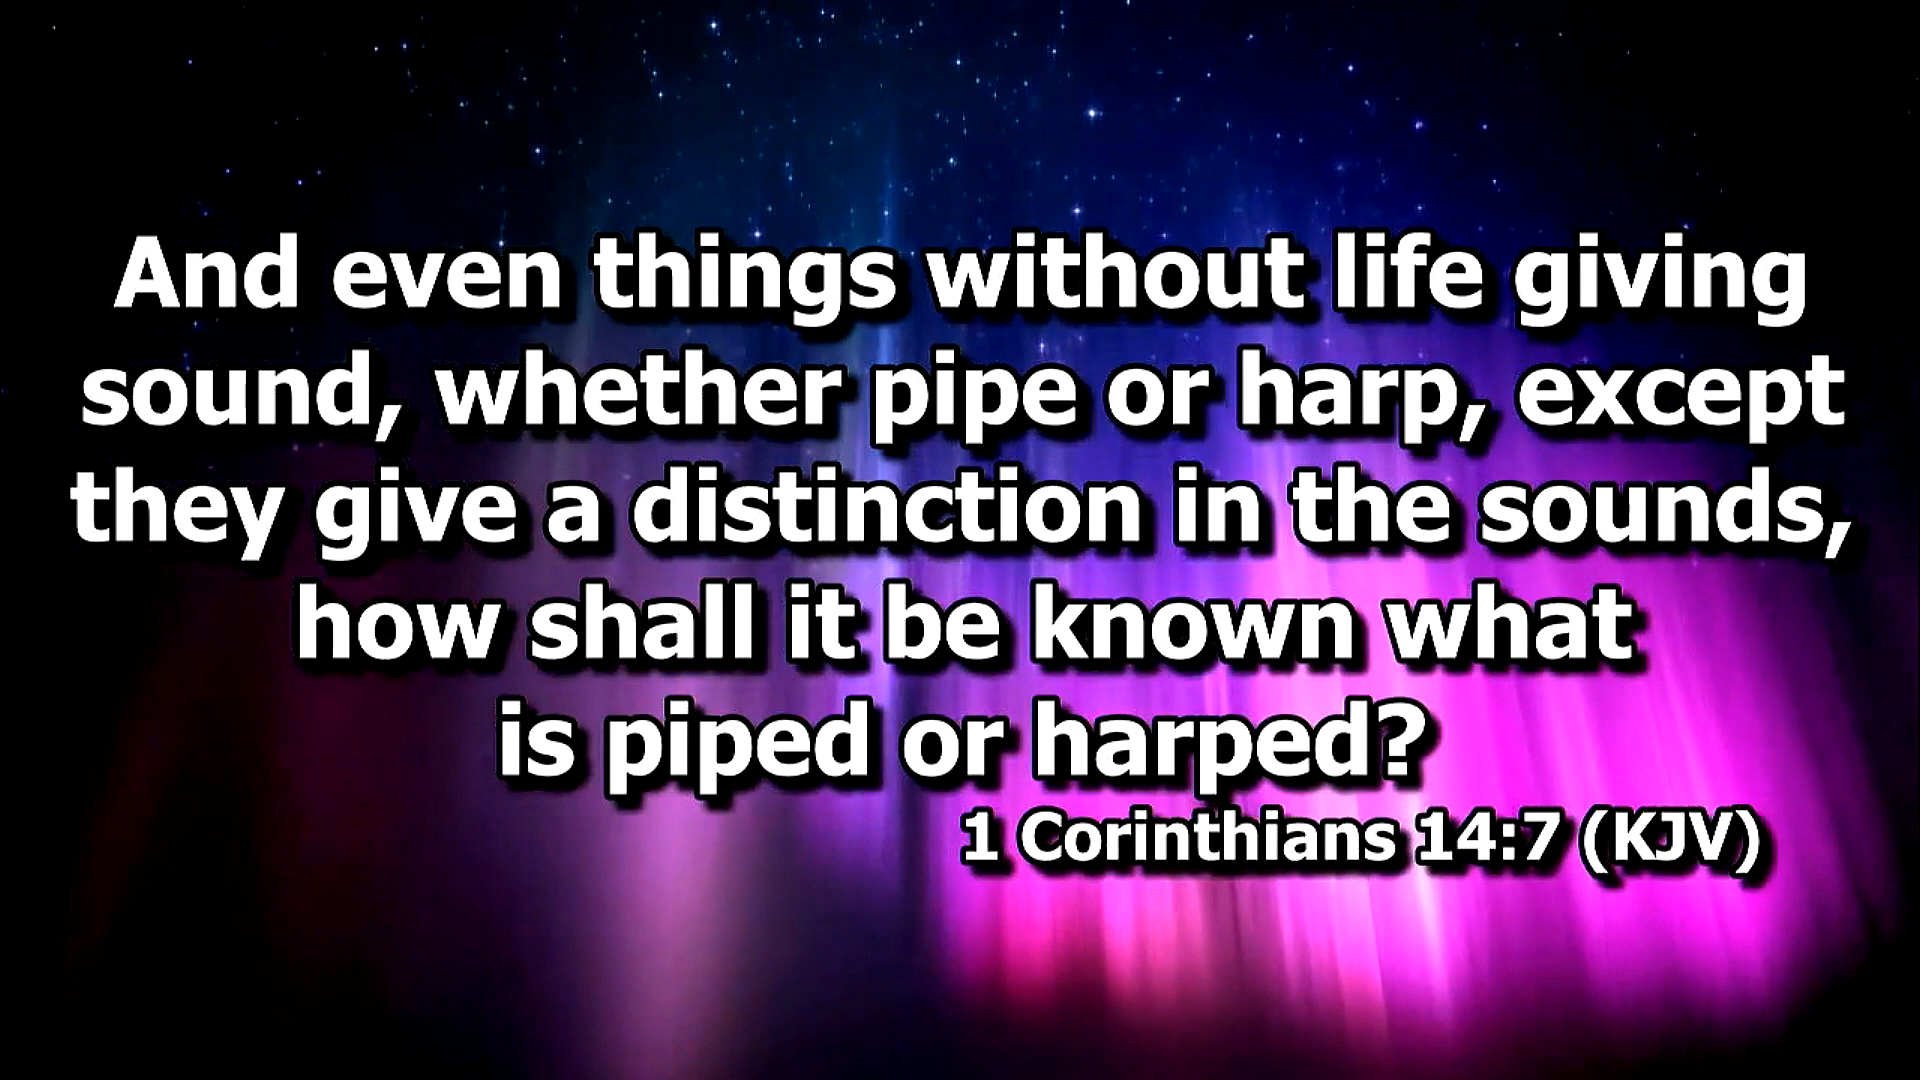 And even things without life giving
sound, whether pipe or harp, except
they give a distinction in the sounds,
how shall it be known what
is piped or harped?
1 Corinthians 14:7 (KJV)